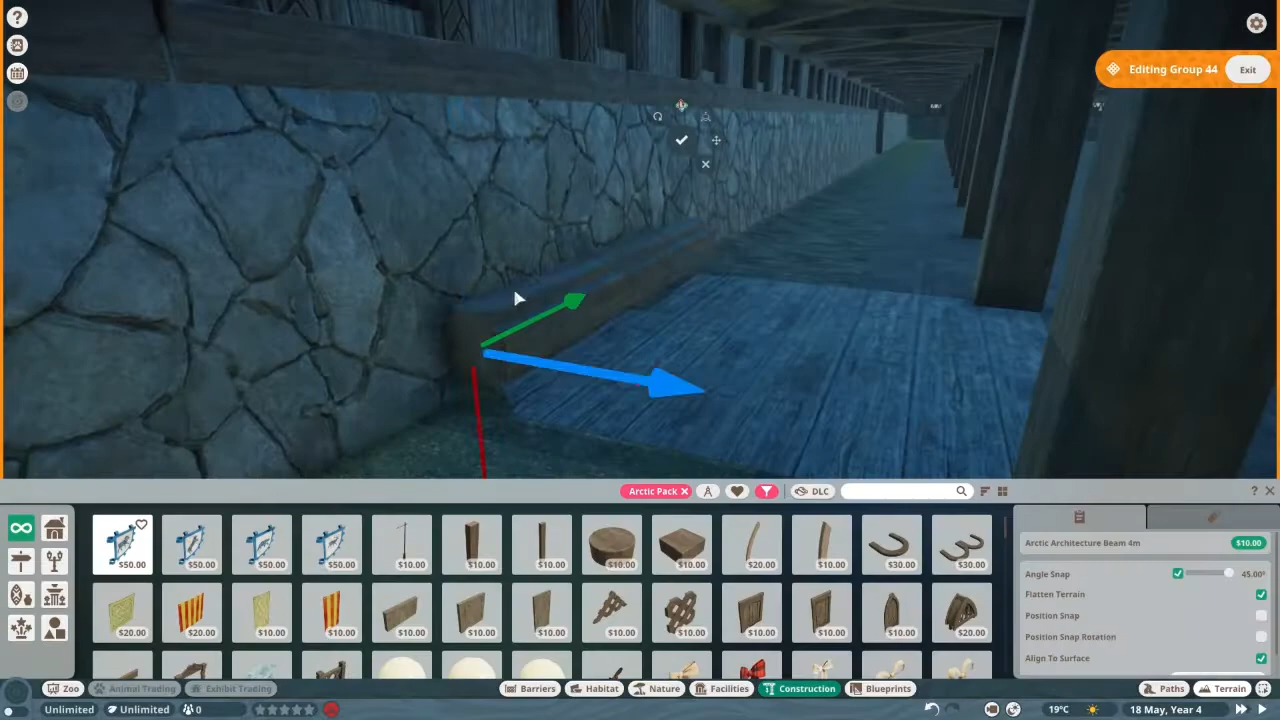 ?
Editing Group 44 Exit
Arctic Pack × DLC ? ×
$50.00 $50.00 $50.00 $50.00 $10.00 $10.00 $10.00 $10.00 $10.00 $20.00 $10.00 $30.00 $30.00
$20.00 $20.00 $10.00 $10.00 $10.00 $10.00 $10.00 $10.00 $10.00 $10.00 $10.00 $10.00 $20.00
Arctic Architecture Beam 4m $10.00
Angle Snap 45.00°
Flatten Terrain
Position Snap
Position Snap Rotation
Align To Surface
Zoo Animal Trading Exhibit Trading Barriers Habitat Nature Facilities Construction Blueprints Paths Terrain
Unlimited Unlimited 0 19°C 18 May, Year 4